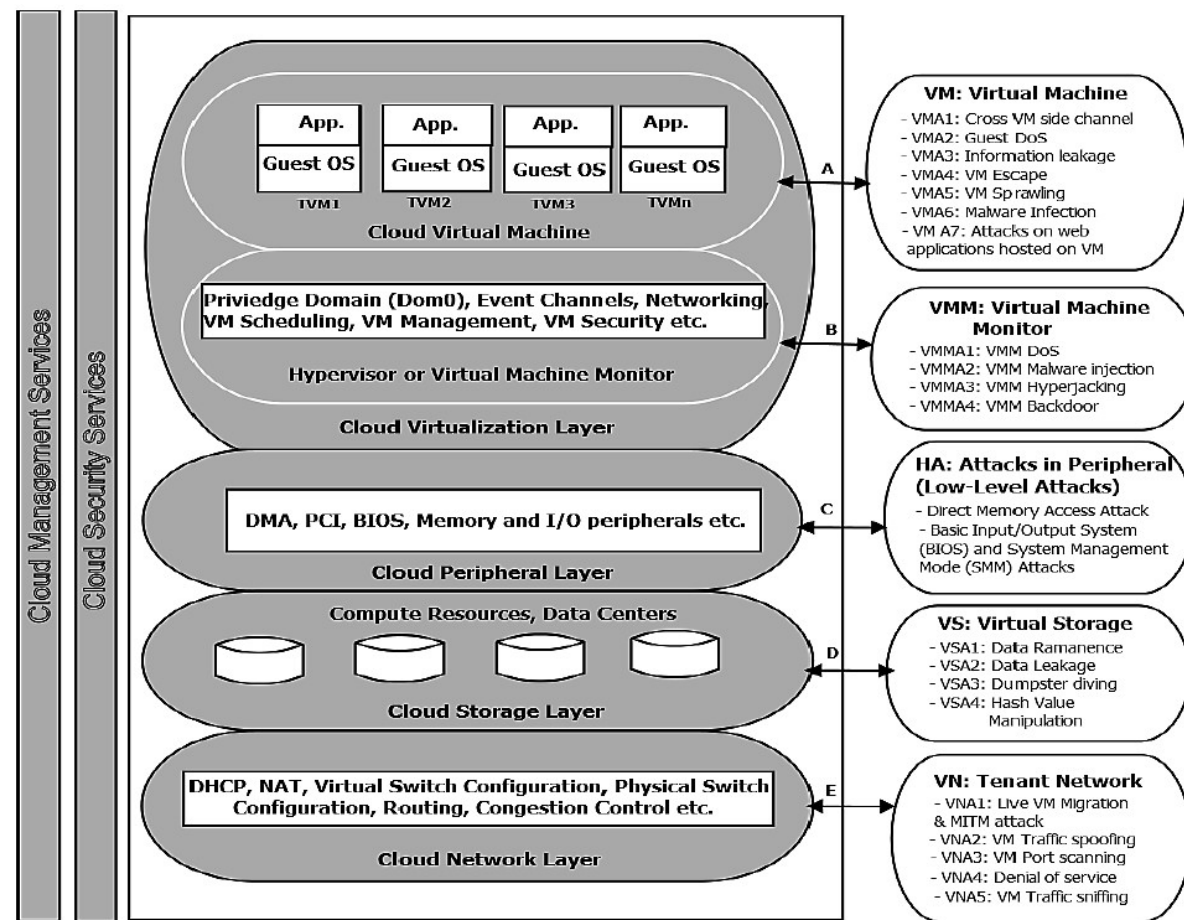 Cloud Management Services
Cloud Security Services
App.
Guest OS
TVM1
App.
Guest OS
TVM2
App.
Guest OS
TVM3
App.
Guest OS
TVMn
Cloud Virtual Machine
Priviedge Domain (Dom0), Event Channels, Networking,
VM Scheduling, VM Management, VM Security etc.
Hypervisor or Virtual Machine Monitor
Cloud Virtualization Layer
DMA, PCI, BIOS, Memory and I/O peripherals etc.
Cloud Peripheral Layer
Compute Resources, Data Centers
Cloud Storage Layer
DHCP, NAT, Virtual Switch Configuration, Physical Switch
Configuration, Routing, Congestion Control etc.
Cloud Network Layer
A
B
C
D
E
VM: Virtual Machine
- VMA1: Cross VM side channel
- VMA2: Guest DoS
- VMA3: Information leakage
- VMA4: VM Escape
- VMA5: VM Sprawling
- VMA6: Malware Infection
- VM A7: Attacks on web
applications hosted on VM
VMM: Virtual Machine
Monitor
- VMMA1: VMM DoS
- VMMA2: VMM Malware injection
- VMMA3: VMM Hyperjacking
- VMMA4: VMM Backdoor
HA: Attacks in Peripheral
(Low-Level Attacks)
- Direct Memory Access Attack
- Basic Input/Output System
(BIOS) and System Management
Mode (SMM) Attacks
VS: Virtual Storage
- VSA1: Data Ramanence
- VSA2: Data Leakage
- VSA3: Dumpster diving
- VSA4: Hash Value
Manipulation
VN: Tenant Network
- VNA1: Live VM Migration
& MITM attack
- VNA2: VM Traffic spoofing
- VNA3: VM Port scanning
- VNA4: Denial of service
- VNA5: VM Traffic sniffing